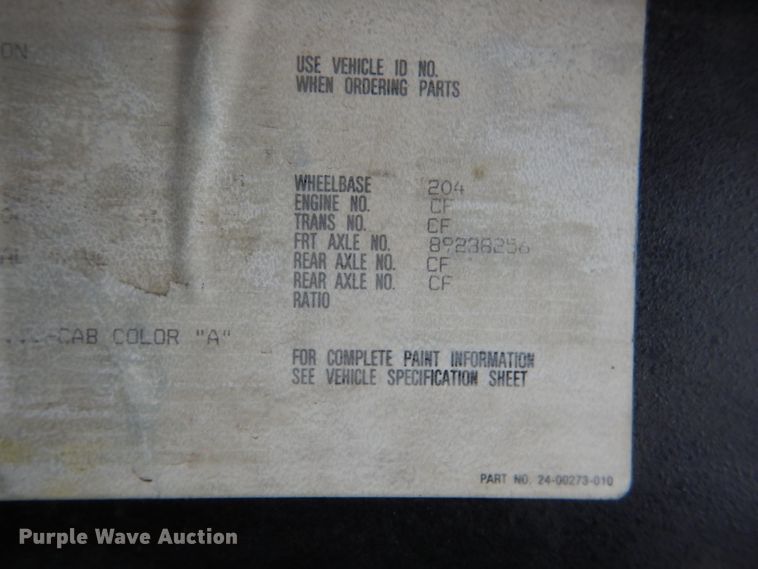 ON
USE VEHICLE ID NO.
WHEN ORDERING PARTS
WHEELBASE 204
ENGINE NO. CF
TRANS NO. CF
FRT AXLE NO. 89238256
REAR AXLE NO. CF
REAR AXLE NO. CF
RATIO
-CAB COLOR "A"
FOR COMPLETE PAINT INFORMATION
SEE VEHICLE SPECIFICATION SHEET
PART NO. 24-00273-010
Purple Wave Auction